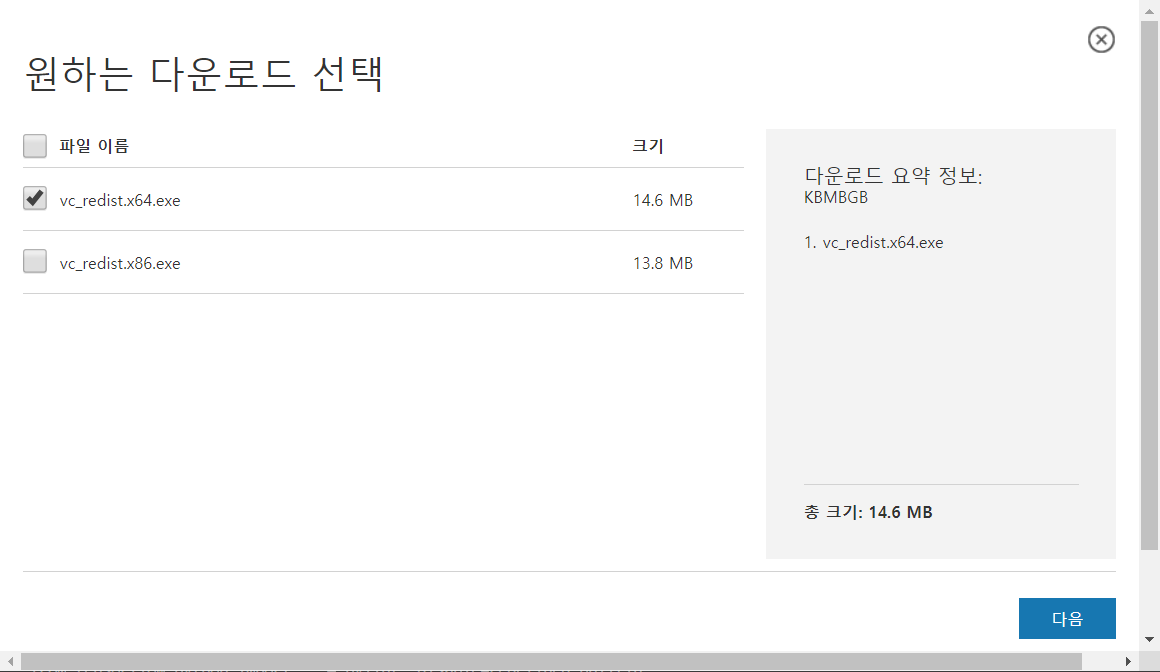 원하는 다운로드 선택
파일 이름 크기
vc_redist.x64.exe 14.6 MB
vc_redist.x86.exe 13.8 MB
다운로드 요약 정보:
KBMBGB
1. vc_redist.x64.exe
총 크기: 14.6 MB
다음